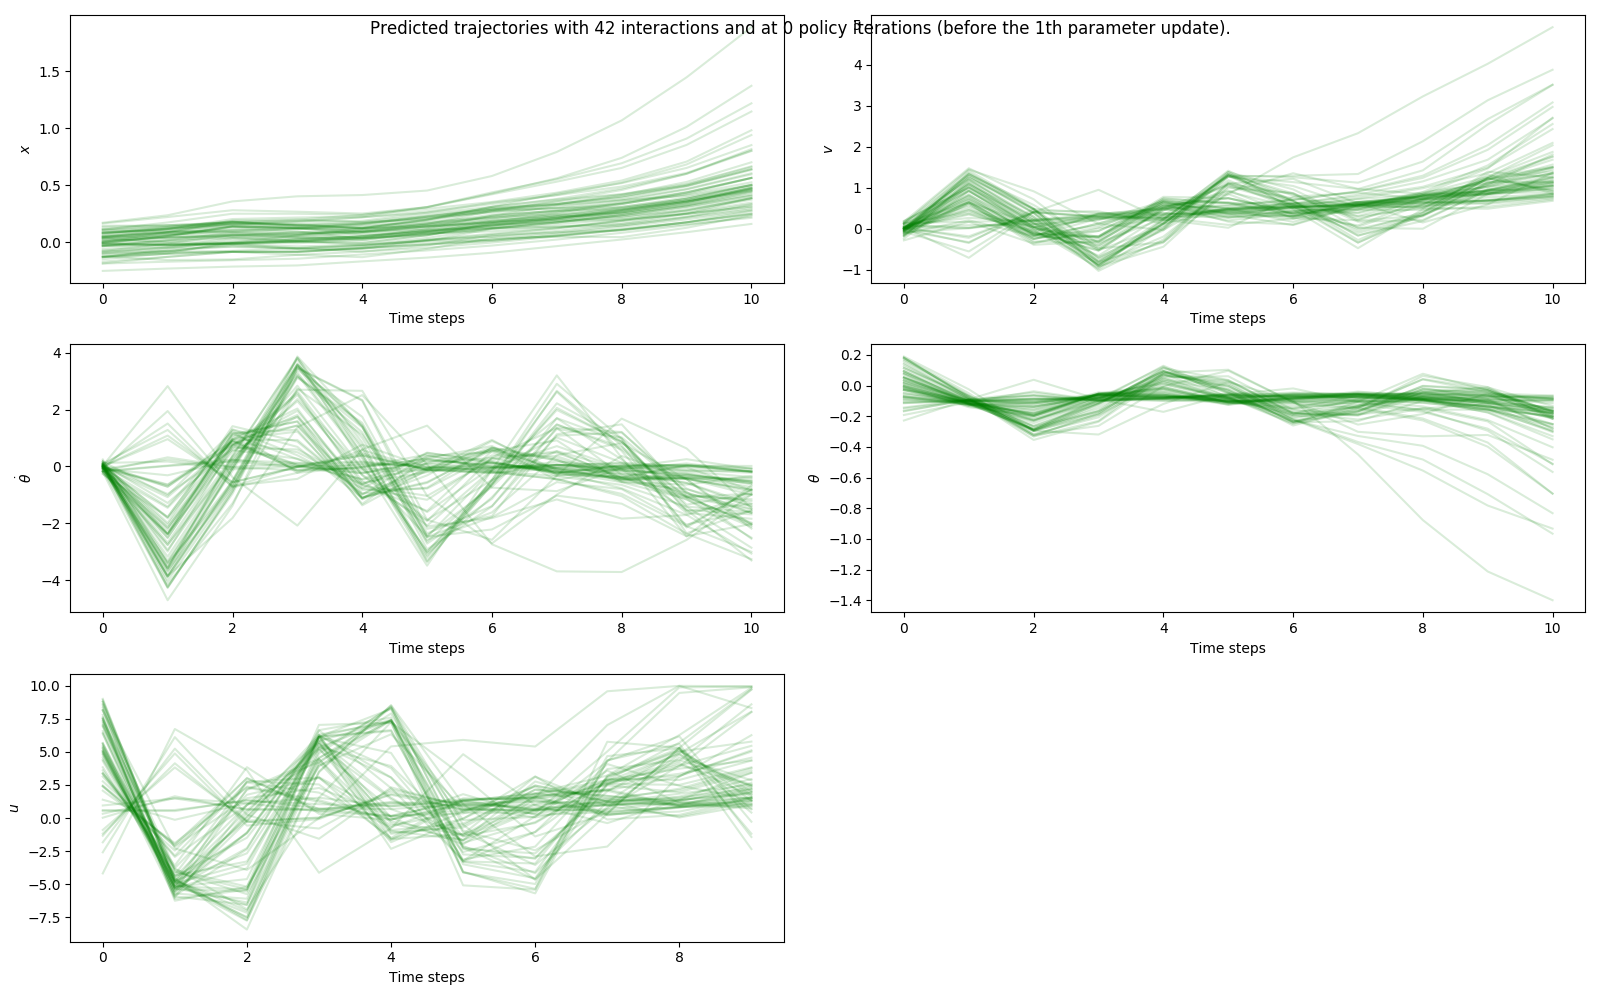 Predicted trajectories with 42 interactions and at 0 policy iterations (before the 1th parameter update).
1.5
1.0
0.5
0.0
x
0 2 4 6 8 10
Time steps
5
4
3
2
1
0
−1
v
0 2 4 6 8 10
Time steps
4
2
0
−2
−4
θ̇
0 2 4 6 8 10
Time steps
0.2
0.0
−0.2
−0.4
−0.6
−0.8
−1.0
−1.2
−1.4
θ
0 2 4 6 8 10
Time steps
10.0
7.5
5.0
2.5
0.0
−2.5
−5.0
−7.5
u
0 2 4 6 8
Time steps